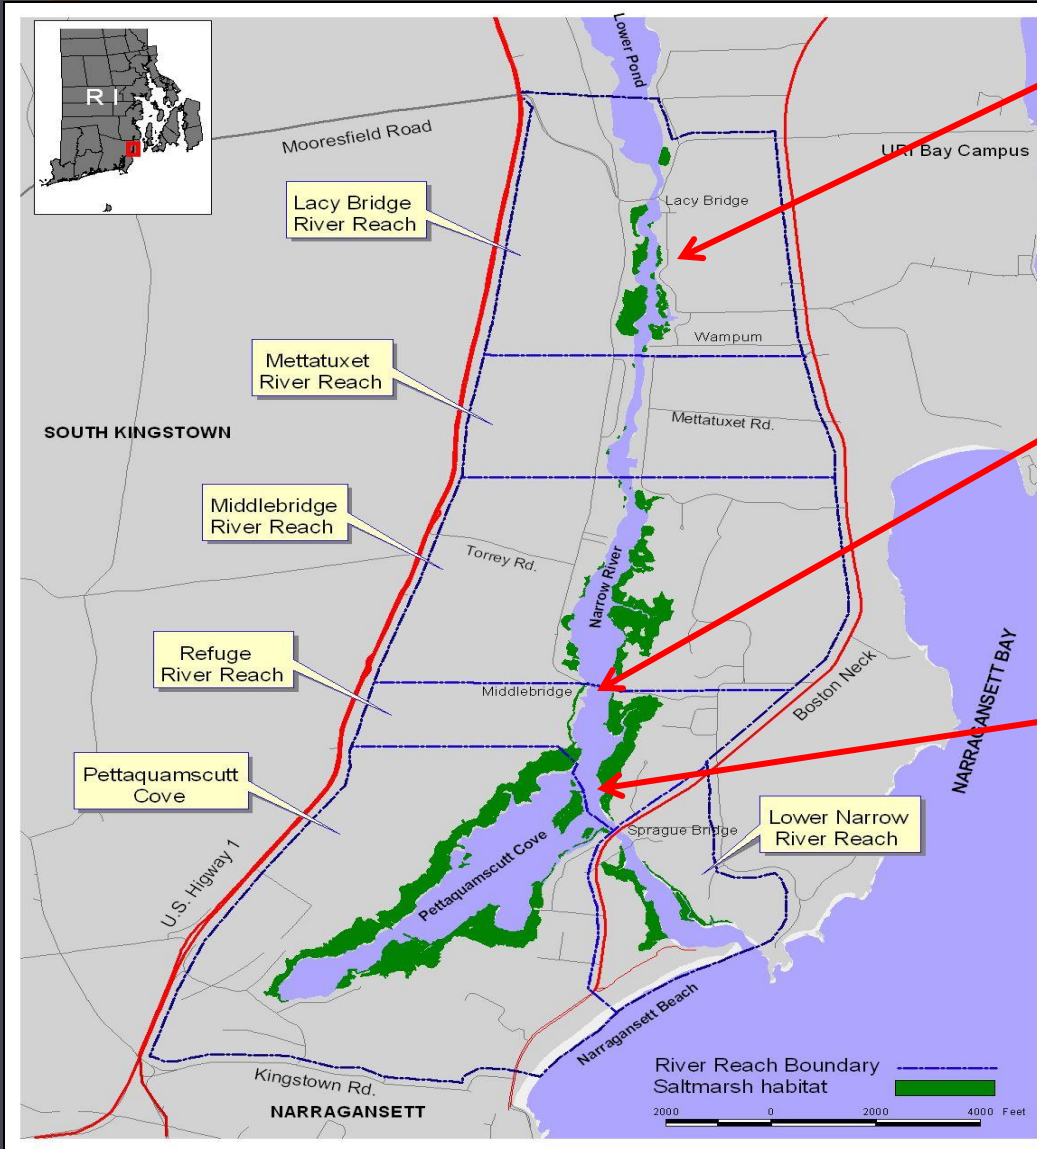 Lower Pond
R I
Mooresfield Road
URI Bay Campus
Lacy Bridge
River Reach
Lacy Bridge
Wampum
Mettatuxet
River Reach
Mettatuxet Rd.
SOUTH KINGSTOWN
Middlebridge
River Reach
Torrey Rd.
Narrow River
Refuge
River Reach
Middlebridge
Boston Neck
NARRAGANSETT BAY
Pettaquamscutt
Cove
Sprague Bridge
Lower Narrow
River Reach
U.S. Higway 1
Pettaquamscutt Cove
Narragansett Beach
Kingstown Rd.
NARRAGANSETT
River Reach Boundary
Saltmarsh habitat
2000 0 2000 4000 Feet